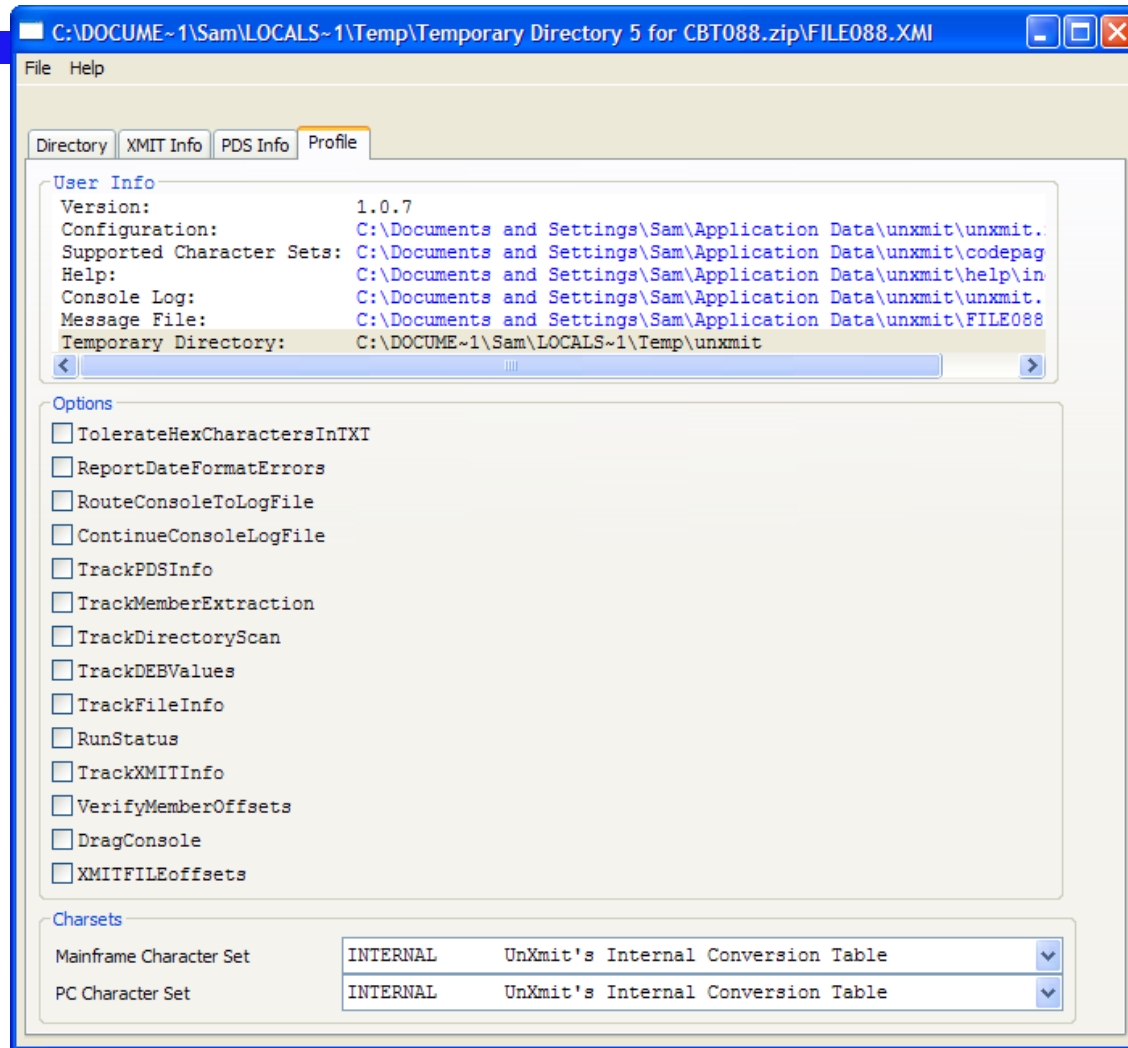 C:\DOCUME~1\Sam\LOCALS~1\Temp\Temporary Directory 5 for CBT088.zip\FILE088.XMI
File Help
Directory XMIT Info PDS Info Profile
User Info
Version: 1.0.7
Configuration: C:\Documents and Settings\Sam\Application Data\unxmit\unxmit.
Supported Character Sets: C:\Documents and Settings\Sam\Application Data\unxmit\codepag
Help: C:\Documents and Settings\Sam\Application Data\unxmit\help\in
Console Log: C:\Documents and Settings\Sam\Application Data\unxmit\unxmit.
Message File: C:\Documents and Settings\Sam\Application Data\unxmit\FILE088
Temporary Directory: C:\DOCUME~1\Sam\LOCALS~1\Temp\unxmit
Options
TolerateHexCharactersInTXT
ReportDateFormatErrors
RouteConsoleToLogFile
ContinueConsoleLogFile
TrackPDSInfo
TrackMemberExtraction
TrackDirectoryScan
TrackDEBValues
TrackFileInfo
RunStatus
TrackXMITInfo
VerifyMemberOffsets
DragConsole
XMITFILEoffsets
Charsets
Mainframe Character Set INTERNAL UnXmit's Internal Conversion Table
PC Character Set INTERNAL UnXmit's Internal Conversion Table